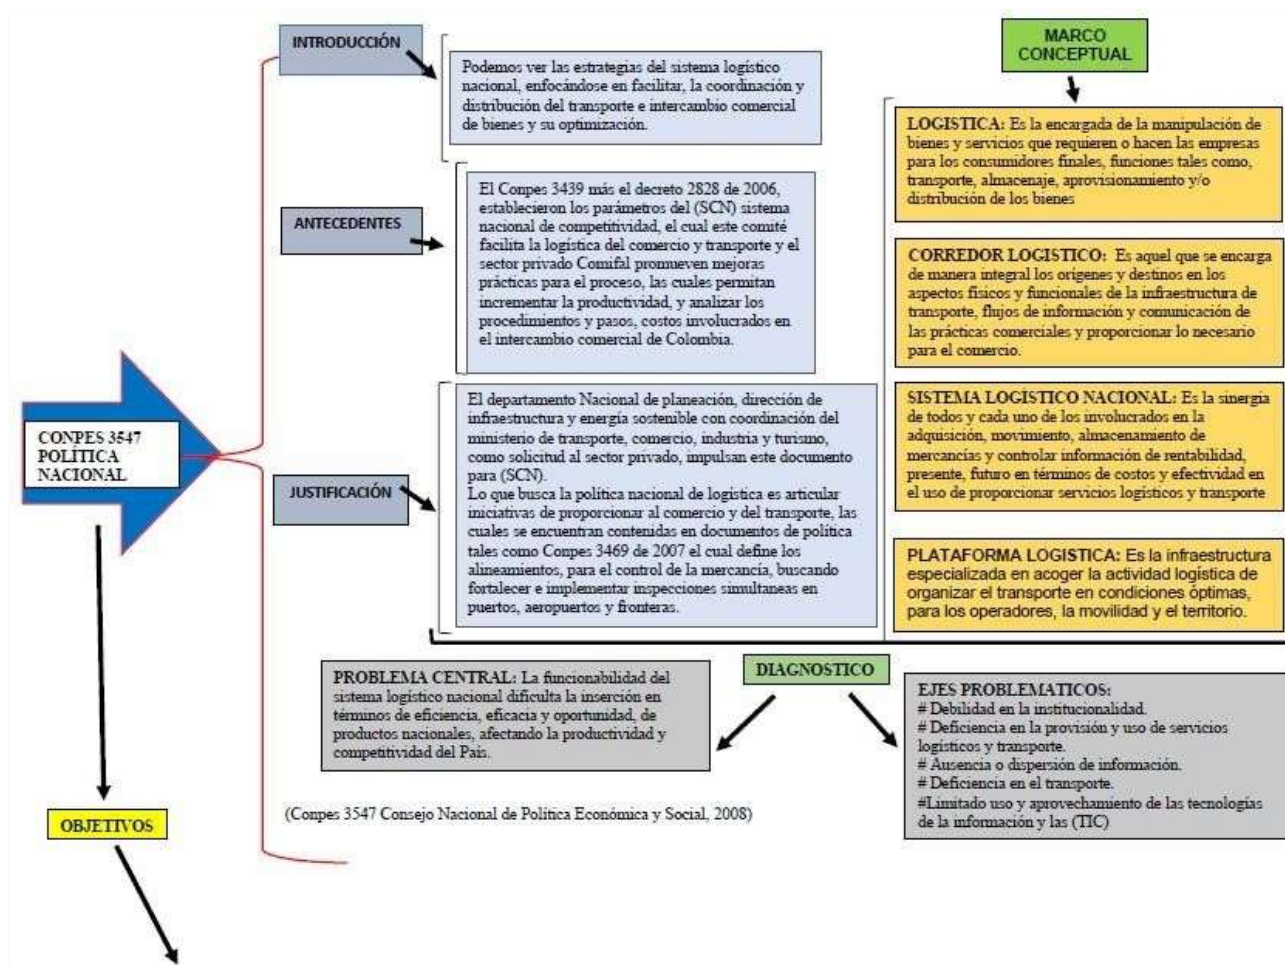 INTRODUCCIÓN
Podemos ver las estrategias del sistema logístico
nacional, enfocándose en facilitar, la coordinación y
distribución del transporte e intercambio comercial
de bienes y su optimización.
ANTECEDENTES
El Conpes 3439 más el decreto 2828 de 2006,
establecieron los parámetros del (SCN) sistema
nacional de competitividad, el cual este comité
facilita la logística del comercio y transporte y el
sector privado Comifal promueven mejoras
prácticas para el proceso, las cuales permitan
incrementar la productividad, y analizar los
procedimientos y pasos, costos involucrados en
el intercambio comercial de Colombia.
CONPES 3547
POLÍTICA
NACIONAL
JUSTIFICACIÓN
El departamento Nacional de planeación, dirección de
infraestructura y energía sostenible con coordinación del
ministerio de transporte, comercio, industria y turismo,
como solicitud al sector privado, impulsan este documento
para (SCN).
Lo que busca la política nacional de logística es articular
iniciativas de proporcionar al comercio y del transporte, las
cuales se encuentran contenidas en documentos de política
tales como Conpes 3469 de 2007 el cual define los
alineamientos, para el control de la mercancía, buscando
fortalecer e implementar inspecciones simultaneas en
puertos, aeropuertos y fronteras.
MARCO
CONCEPTUAL
LOGISTICA: Es la encargada de la manipulación de
bienes y servicios que requieren o hacen las empresas
para los consumidores finales, funciones tales como,
transporte, almacenaje, aprovisionamiento y/o
distribución de los bienes
CORREDOR LOGISTICO: Es aquel que se encarga
de manera integral los orígenes y destinos en los
aspectos físicos y funcionales de la infraestructura de
transporte, flujos de información y comunicación de
las prácticas comerciales y proporcionar lo necesario
para el comercio.
SISTEMA LOGÍSTICO NACIONAL: Es la sinergia
de todos y cada uno de los involucrados en la
adquisición, movimiento, almacenamiento de
mercancías y controlar información de rentabilidad,
presente, futuro en términos de costos y efectividad en
el uso de proporcionar servicios logísticos y transporte
PLATAFORMA LOGISTICA: Es la infraestructura
especializada en acoger la actividad logística de
organizar el transporte en condiciones óptimas,
para los operadores, la movilidad y el territorio.
DIAGNOSTICO
PROBLEMA CENTRAL: La funcionabilidad del
sistema logístico nacional dificulta la inserción en
términos de eficiencia, eficacia y oportunidad, de
productos nacionales, afectando la productividad y
competitividad del País.
EJES PROBLEMATICOS:
# Debilidad en la institucionalidad.
# Deficiencia en la provisión y uso de servicios
logísticos y transporte.
# Ausencia o dispersión de información.
# Deficiencia en el transporte.
#Limitado uso y aprovechamiento de las tecnologías
de la información y las (TIC)
(Conpes 3547 Consejo Nacional de Política Económica y Social, 2008)
OBJETIVOS